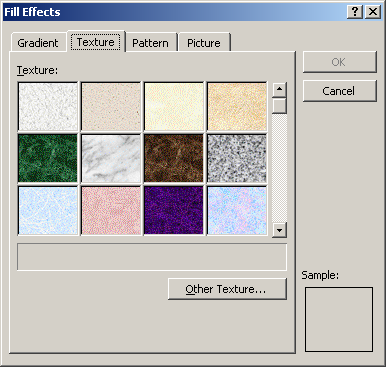 Fill Effects
Gradient Texture Pattern Picture
Texture:
OK
Cancel
Other Texture...
Sample: